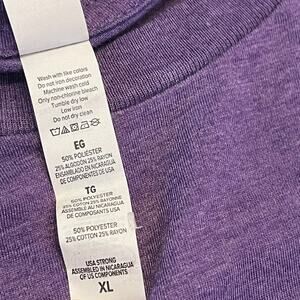 Wash with like colors
Do not iron decoration
Machine wash cold
Only non-chlorine bleach
Tumble dry low
Low iron
Do not dry clean
EG
50% POLIÉSTER
25% ALGODÓN 25% RAYON
ENSAMBLADO EN NICARAGUA
DE COMPONENTES DE USA
TG
50% POLYESTER
25% COTON 25% RAYONNE
ASSEMBLÉ AU NICARAGUA
DE COMPOSANTS USA
50% POLYESTER
25% COTTON 25% RAYON
USA STRONG
ASSEMBLED IN NICARAGUA
OF US COMPONENTS
XL